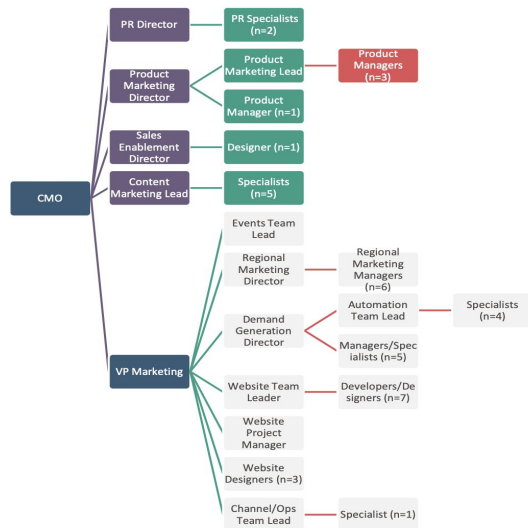 PR Director
PR Specialists
(n=2)
Product
Marketing
Director
Product
Marketing Lead
Product
Managers
(n=3)
Product
Manager (n=1)
Sales
Enablement
Director
Designer (n=1)
CMO
Content
Marketing Lead
Specialists
(n=5)
Events Team
Lead
Regional
Marketing
Director
Regional
Marketing
Managers
(n=6)
Demand
Generation
Director
Automation
Team Lead
Specialists
(n=4)
Managers/Spec
ialists (n=5)
VP Marketing
Website Team
Leader
Developers/De
signers (n=7)
Website
Project
Manager
Website
Designers (n=3)
Channel/Ops
Team Lead
Specialist (n=1)